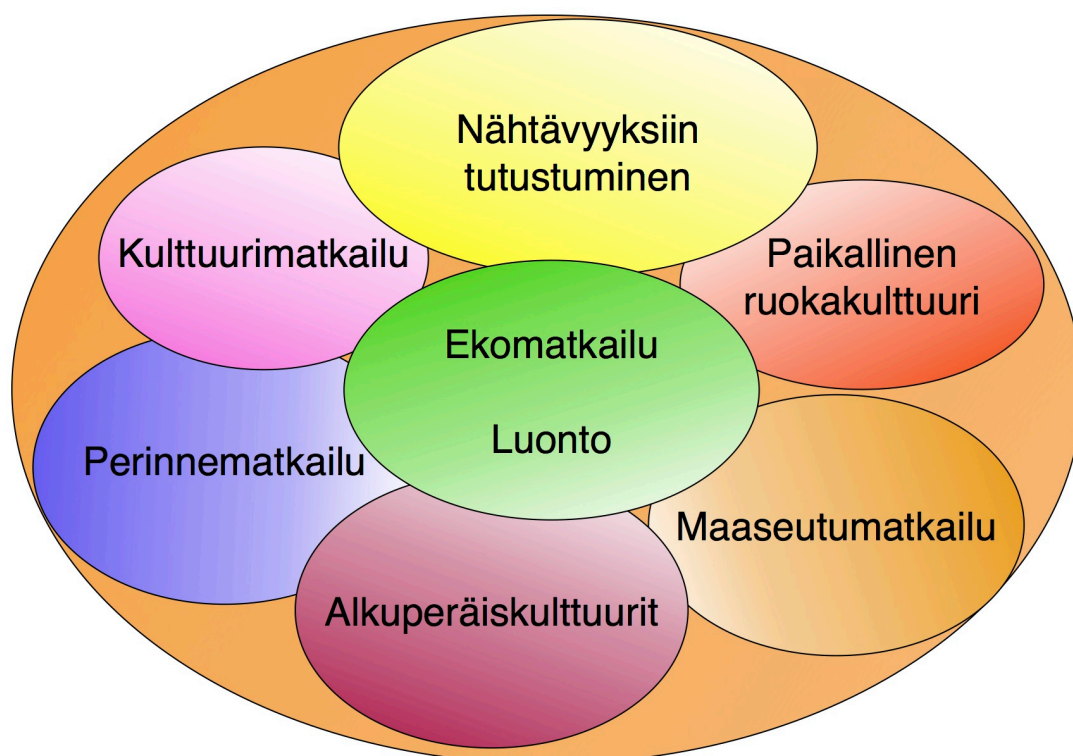 Nähtävyyksiin
tutustuminen
Kulttuurimatkailu
Paikallinen
ruokakulttuuri
Ekomatkailu
Luonto
Perinnematkailu
Maaseutumatkailu
Alkuperäiskulttuurit